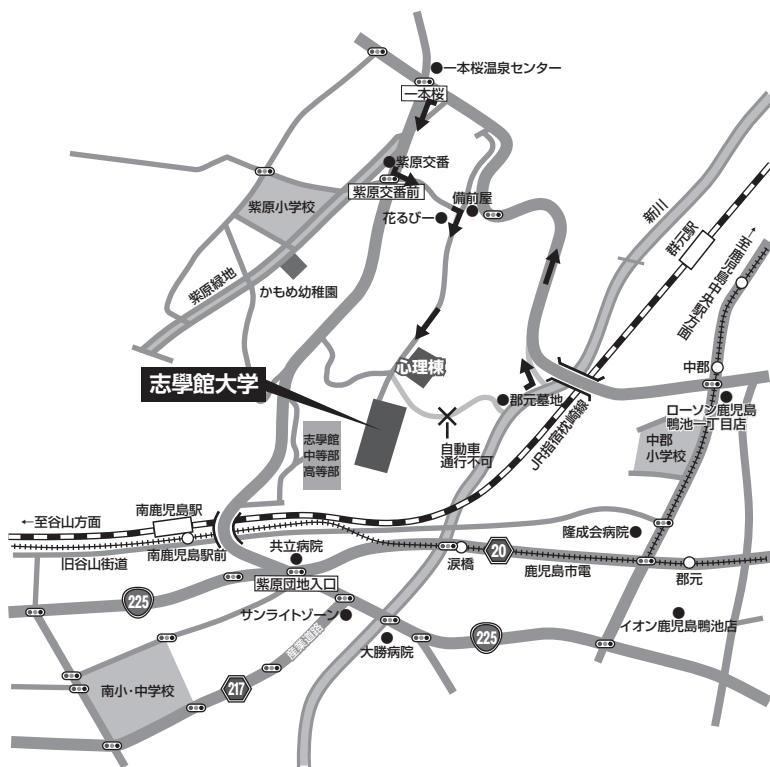 一本桜温泉センター
一本桜
紫原交番
紫原交番前
備前屋
花るびー
紫原小学校
かもめ幼稚園
紫原緑地
新川
群元駅
→至鹿児島中央駅方面
志學館大学
心理棟
郡元墓地
自動車
通行不可
JR指宿枕崎線
中郡
ローソン鹿児島
鴨池一丁目店
中郡
小学校
志學館
中等部
高等部
←至谷山方面
南鹿児島駅
南鹿児島駅前
旧谷山街道
共立病院
紫原団地入口
涙橋
20
鹿児島市電
隆成会病院
郡元
225
サンライトゾーン
産業道路
大勝病院
225
イオン鹿児島鴨池店
南小・中学校
217